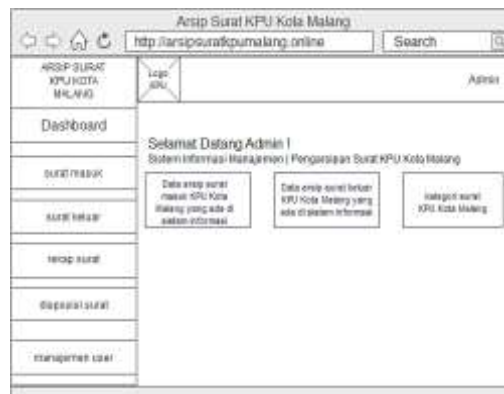 Arsip Surat KPU Kota Malang
http://arsipsuratkpumalang.online
Search
ARSIP SURAT
KPU KOTA
MALANG
Logo
KPU
Admin
Dashboard
surat masuk
surat keluar
recap surat
disposisi surat
manajemen user
Selamat Datang Admin !
Sistem Informasi Manajemen | Pengarsipan Surat KPU Kota Malang
Data arsip surat
masuk KPU Kota
Malang yang ada di
sistem informasi
Data arsip surat keluar
KPU Kota Malang yang
ada di sistem informasi
kategori surat
KPU Kota Malang